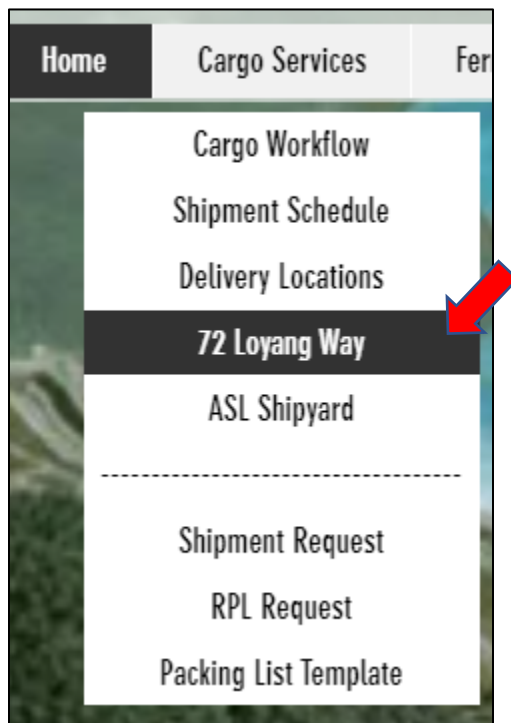 Home Cargo Services Fer
Cargo Workflow
Shipment Schedule
Delivery Locations
72 Loyang Way
ASL Shipyard
------------------------------------
Shipment Request
RPL Request
Packing List Template